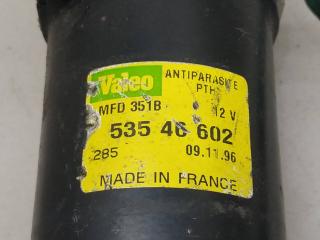 Valeo ANTIPARASITE
PTH
MFD 351B 12 V
535 46 602
285 09.11.96
MADE IN FRANCE